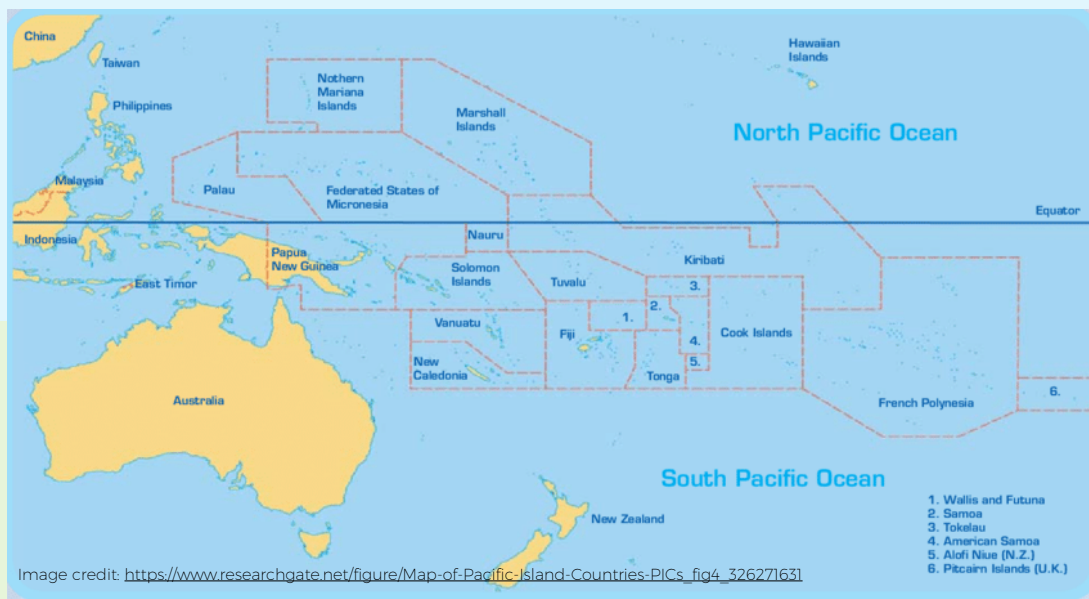 China
Taiwan
Philippines
Malaysia
Indonesia
East Timor
Palau
Nothern
Mariana
Islands
Marshall
Islands
Federated States of
Micronesia
Hawaiian
Islands
North Pacific Ocean
Equator
Papua
New Guinea
Nauru
Solomon
Islands
Tuvalu
Kiribati
Vanuatu
New
Caledonia
Fiji
1.
2.
3.
4.
5.
Tonga
Cook Islands
French Polynesia
6.
Australia
New Zealand
South Pacific Ocean
1. Wallis and Futuna
2. Samoa
3. Tokelau
4. American Samoa
5. Alofi Niue (N.Z.)
6. Pitcairn Islands (U.K.)
Image credit: https://www.researchgate.net/figure/Map-of-Pacific-Island-Countries-PICs_fig4_326271631